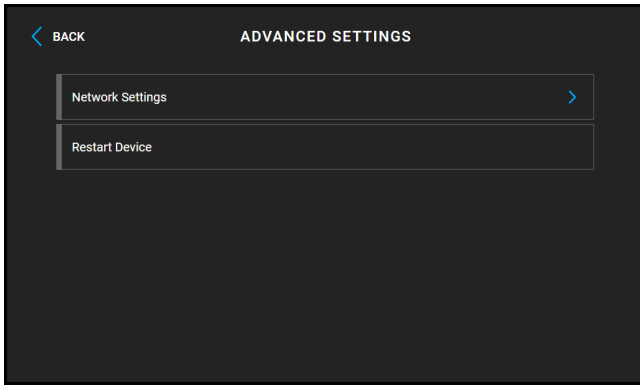 BACK
ADVANCED SETTINGS
Network Settings
Restart Device